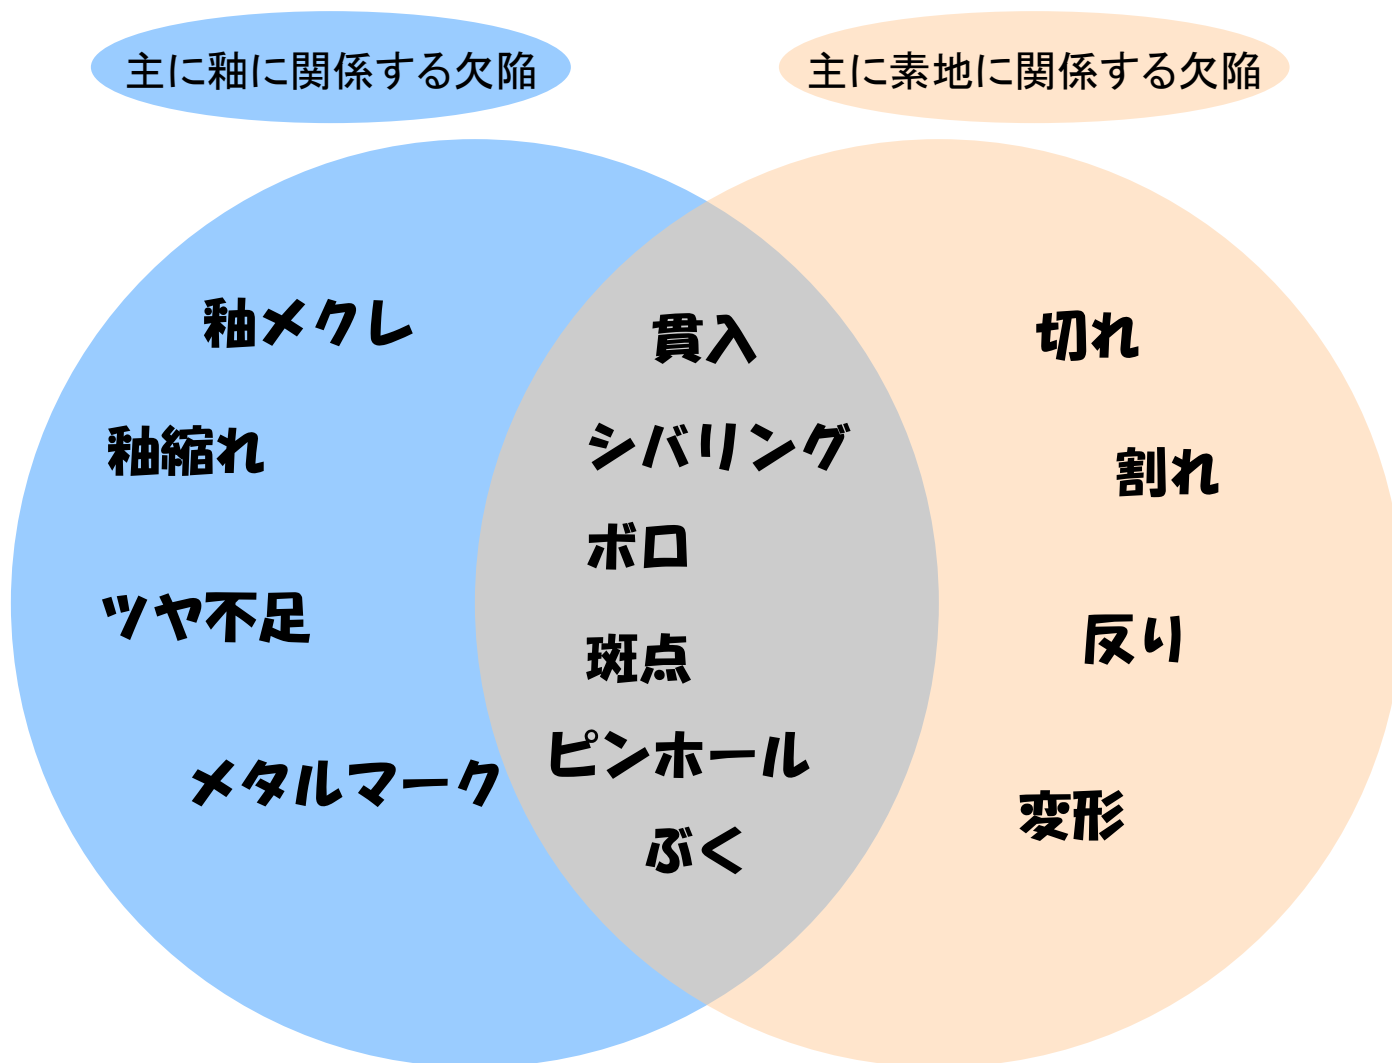 主に釉に関係する欠陥
主に素地に関係する欠陥
釉メクレ
釉縮れ
ツヤ不足
メタルマーク
貫入
シバリング
ボロ
斑点
ピンホール
ぶく
切れ
割れ
反り
変形